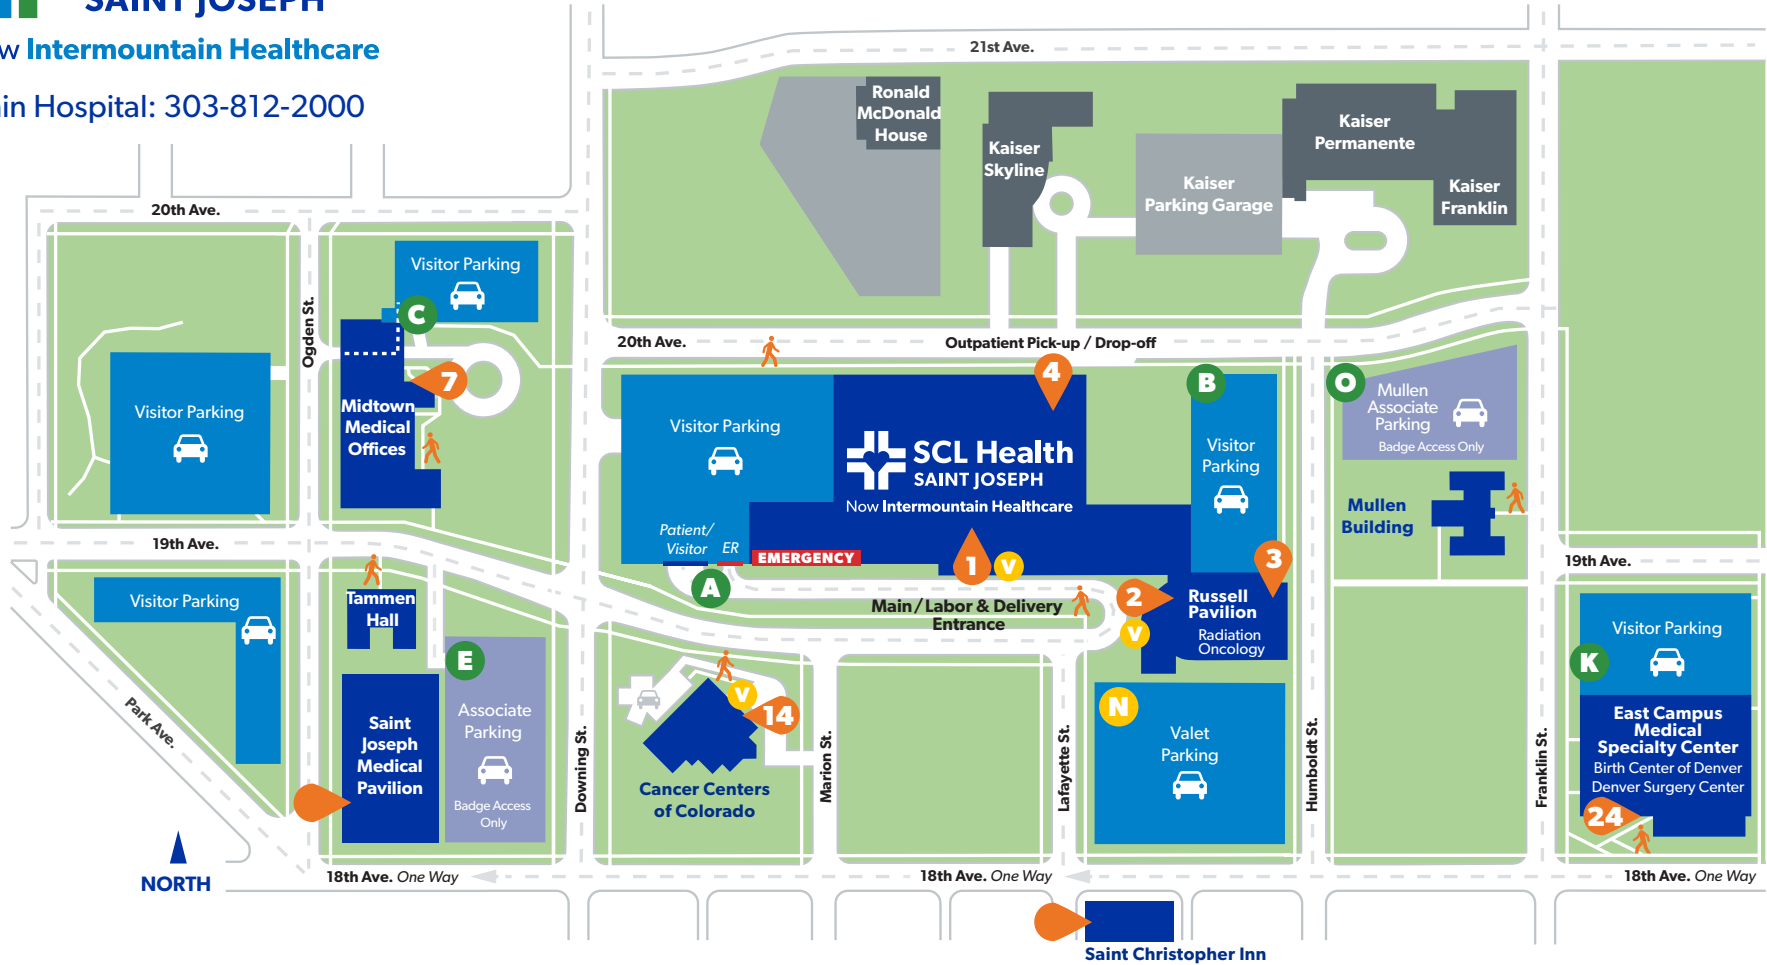 SAINT JOSEPH
Intermountain Healthcare
Hospital: 303-812-2000
21st Ave.
Ronald
McDonald
House
Kaiser
Skyline
Kaiser
Parking Garage
Kaiser
Permanente
Kaiser
Franklin
20th Ave.
Visitor Parking
C
Ogden St.
7
Midtown
Medical
Offices
Visitor Parking
20th Ave.
Outpatient Pick-up / Drop-off
4
B
O
Visitor Parking
SCL Health
SAINT JOSEPH
Now Intermountain Healthcare
Visitor
Parking
Mullen
Associate
Parking
Badge Access Only
Mullen
Building
Patient/
Visitor
ER
EMERGENCY
A
1
V
3
2
V
Main / Labor & Delivery
Entrance
Russell
Pavilion
Radiation
Oncology
19th Ave.
19th Ave.
Visitor Parking
Tammen
Hall
E
Park Ave.
Saint
Joseph
Medical
Pavilion
Associate
Parking
Badge Access
Only
Downing St.
V
14
Cancer Centers
of Colorado
Marion St.
Lafayette St.
N
Valet
Parking
Humboldt St.
Franklin St.
Visitor Parking
K
East Campus
Medical
Specialty Center
Birth Center of Denver
Denver Surgery Center
24
NORTH
18th Ave. One Way
18th Ave. One Way
18th Ave. One Way
Saint Christopher Inn